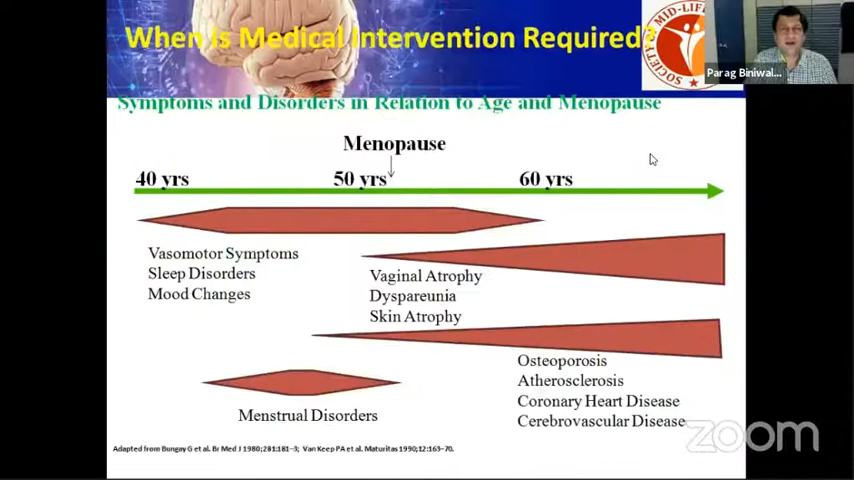 When Is Medical Intervention Required?
MID-LIFE
SOCIETY
Parag Biniwal...
Symptoms and Disorders in Relation to Age and Menopause
Menopause
40 yrs 50 yrs 60 yrs
Vasomotor Symptoms
Sleep Disorders
Mood Changes
Vaginal Atrophy
Dyspareunia
Skin Atrophy
Osteoporosis
Atherosclerosis
Coronary Heart Disease
Cerebrovascular Disease
Menstrual Disorders
zoom
Adapted from Bungay G et al. Br Med J 1980;281:181–3; Van Keep PA et al. Maturitas 1990;12:163–70.